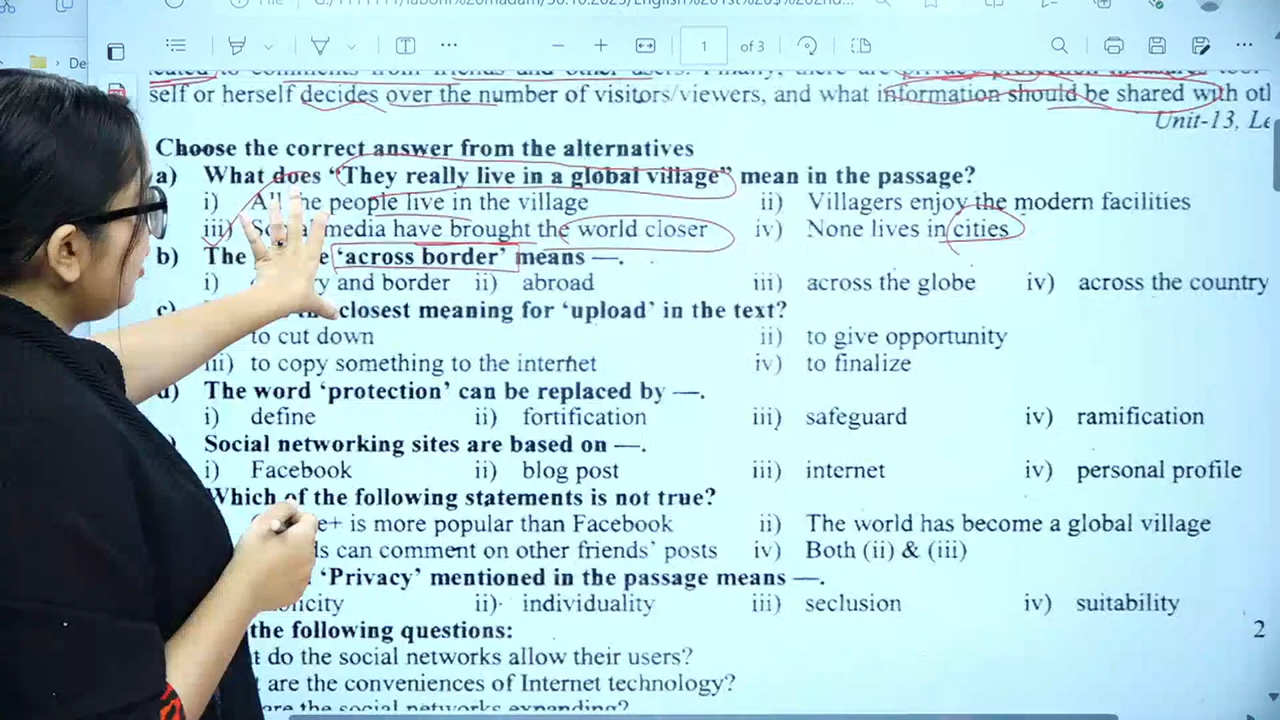 1 of 3
self or herself decides over the number of visitors/viewers, and what information should be shared with
Unit-13,
Choose the correct answer from the alternatives
a) What does “They really live in a global village” mean in the passage?
i) people live in the village ii) Villagers enjoy the modern facilities
iii) media have brought the world closer iv) None lives in cities
b) The ‘across border’ means —.
i) and border ii) abroad iii) across the globe iv) across the country
closest meaning for ‘upload’ in the text?
to cut down ii) to give opportunity
iii) to copy something to the internet iv) to finalize
d) The word ‘protection’ can be replaced by —.
i) define ii) fortification iii) safeguard iv) ramification
Social networking sites are based on —.
i) Facebook ii) blog post iii) internet iv) personal profile
Which of the following statements is not true?
is more popular than Facebook ii) The world has become a global village
can comment on other friends’ posts iv) Both (ii) & (iii)
‘Privacy’ mentioned in the passage means —.
ii) individuality iii) seclusion iv) suitability
the following questions: 2
do the social networks allow their users?
are the conveniences of Internet technology?
the social networks expanding?